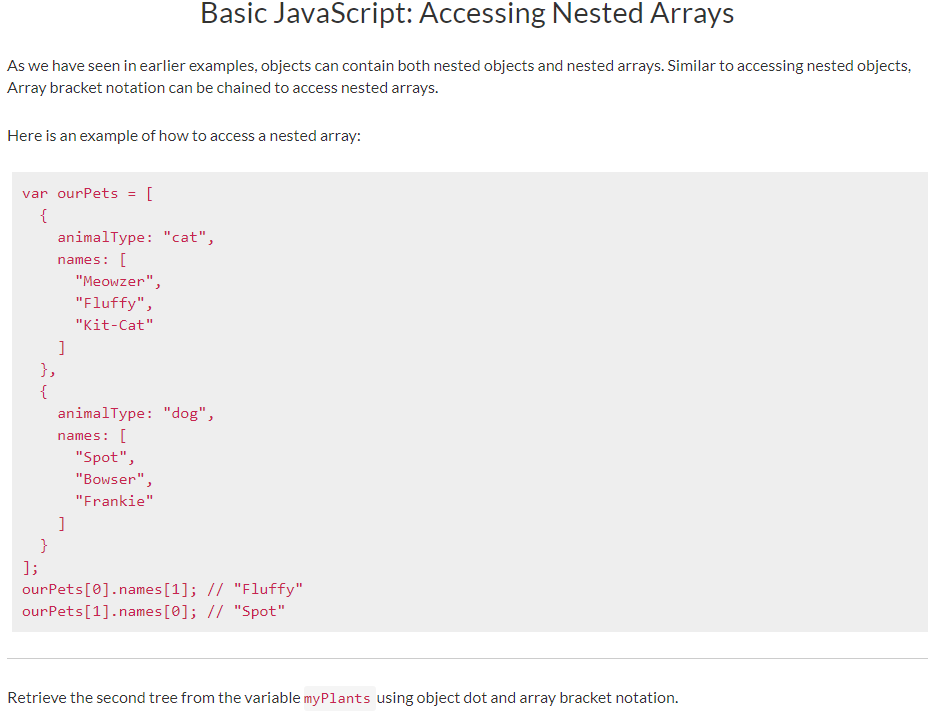 Basic JavaScript: Accessing Nested Arrays
As we have seen in earlier examples, objects can contain both nested objects and nested arrays. Similar to accessing nested objects,
Array bracket notation can be chained to access nested arrays.
Here is an example of how to access a nested array:
var ourPets = [
  {
    animalType: "cat",
    names: [
      "Meowzer",
      "Fluffy",
      "Kit-Cat"
    ]
  },
  {
    animalType: "dog",
    names: [
      "Spot",
      "Bowser",
      "Frankie"
    ]
  }
];
ourPets[0].names[1]; // "Fluffy"
ourPets[1].names[0]; // "Spot"
Retrieve the second tree from the variable myPlants using object dot and array bracket notation.